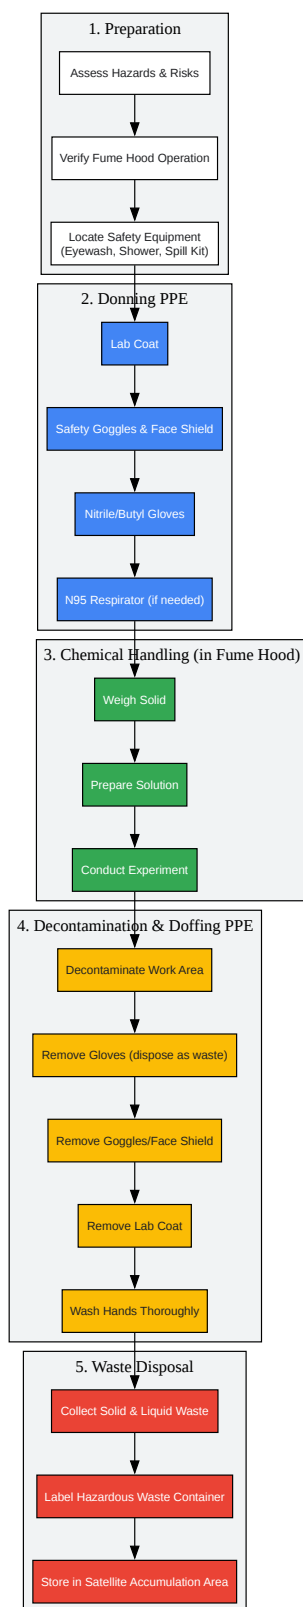 1. Preparation
Assess Hazards & Risks
Verify Fume Hood Operation
Locate Safety Equipment
(Eyewash, Shower, Spill Kit)
2. Donning PPE
Lab Coat
Safety Goggles & Face Shield
Nitrile/Butyl Gloves
N95 Respirator (if needed)
3. Chemical Handling (in Fume Hood)
Weigh Solid
Prepare Solution
Conduct Experiment
4. Decontamination & Doffing PPE
Decontaminate Work Area
Remove Gloves (dispose as waste)
Remove Goggles/Face Shield
Remove Lab Coat
Wash Hands Thoroughly
5. Waste Disposal
Collect Solid & Liquid Waste
Label Hazardous Waste Container
Store in Satellite Accumulation Area